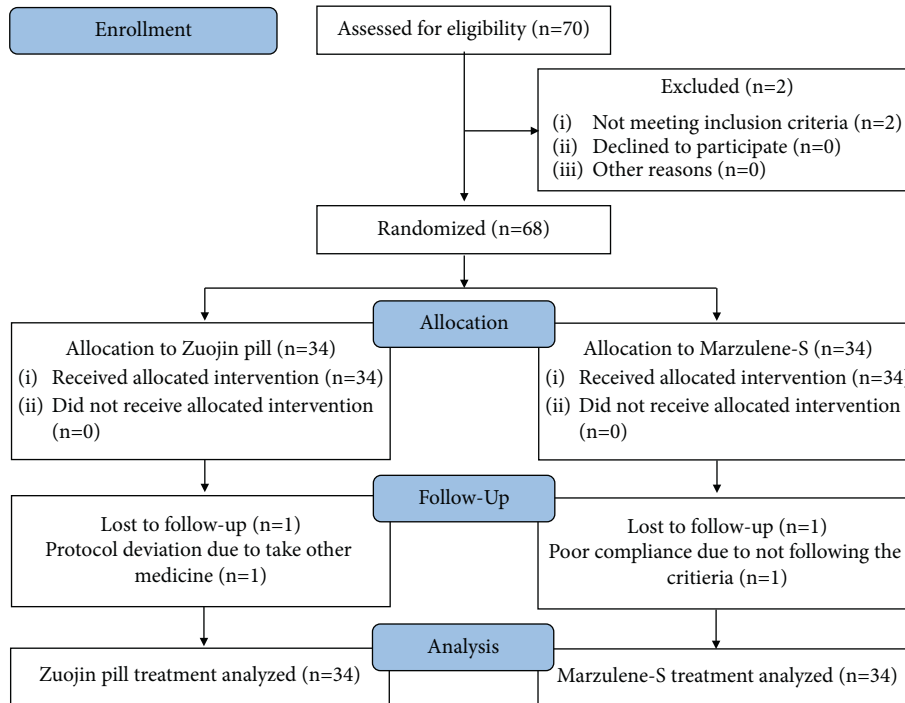 Enrollment
Assessed for eligibility (n=70)
Excluded (n=2)
(i) Not meeting inclusion criteria (n=2)
(ii) Declined to participate (n=0)
(iii) Other reasons (n=0)
Randomized (n=68)
Allocation
Allocation to Zuojin pill (n=34)
(i) Received allocated intervention (n=34)
(ii) Did not receive allocated intervention
(n=0)
Allocation to Marzulene-S (n=34)
(i) Received allocated intervention (n=34)
(ii) Did not receive allocated intervention
(n=0)
Follow-Up
Lost to follow-up (n=1)
Protocol deviation due to take other
medicine (n=1)
Lost to follow-up (n=1)
Poor compliance due to not following the
critieria (n=1)
Analysis
Zuojin pill treatment analyzed (n=34)
Marzulene-S treatment analyzed (n=34)